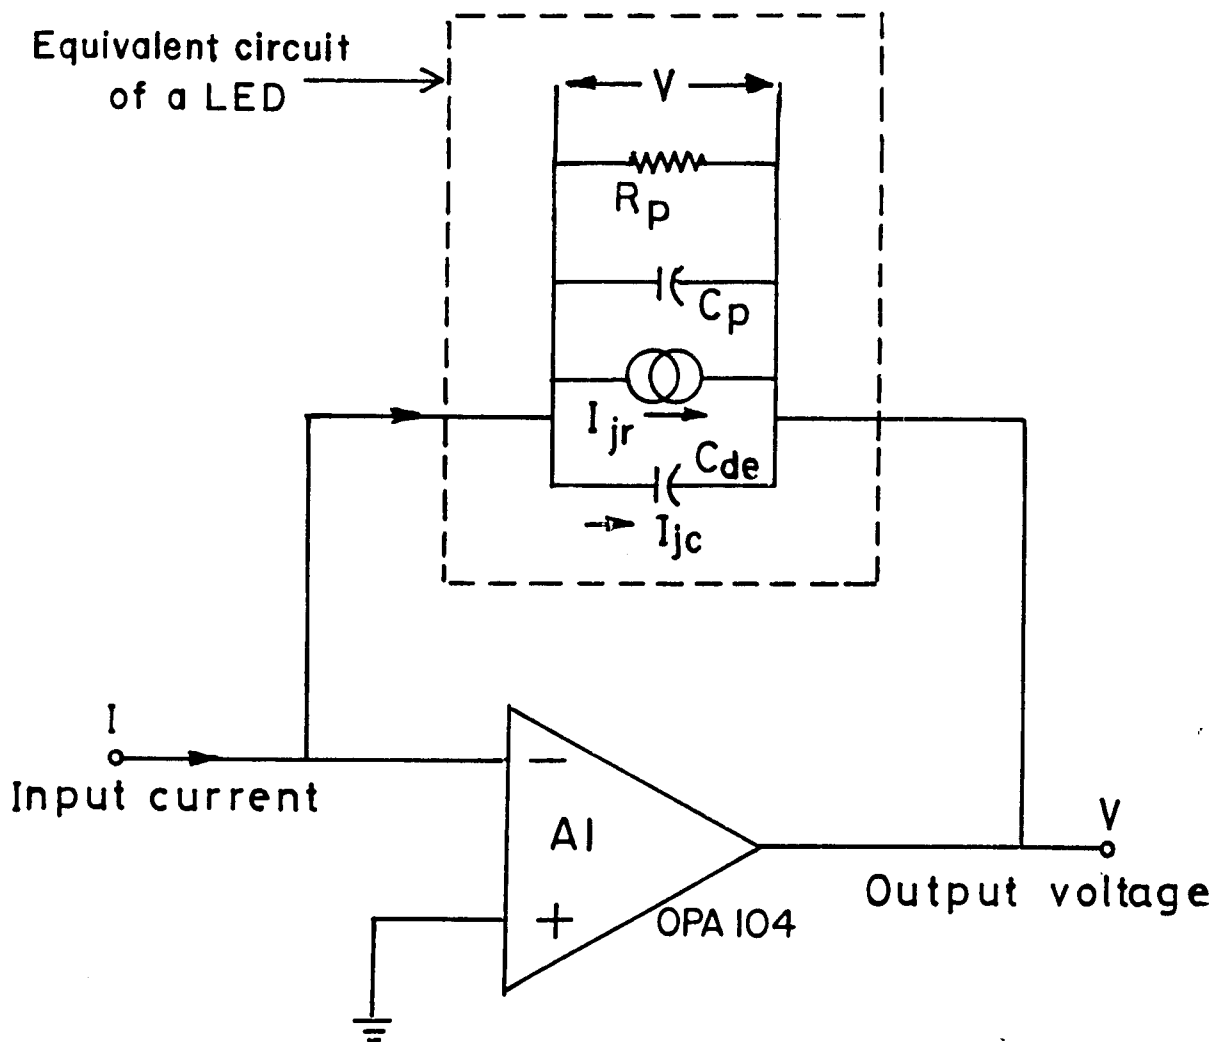 Equivalent circuit
of a LED
V
Rp
Cp
Ijr
Cde
Ijc
I
Input current
−
A1
+
OPA 104
V
Output voltage